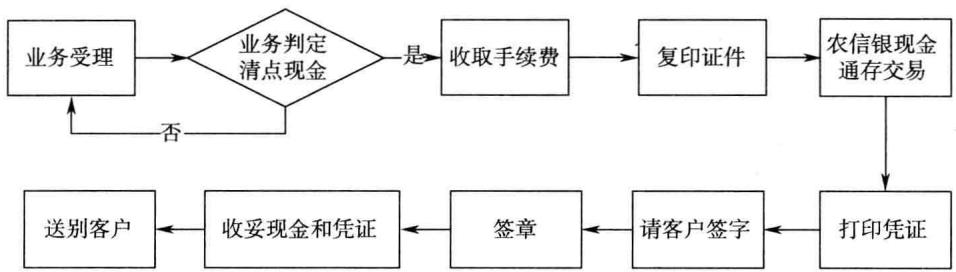 业务受理
业务判定
清点现金
是
收取手续费
复印证件
农信银现金
通存交易
否
送别客户
收妥现金和凭证
签章
请客户签字
打印凭证